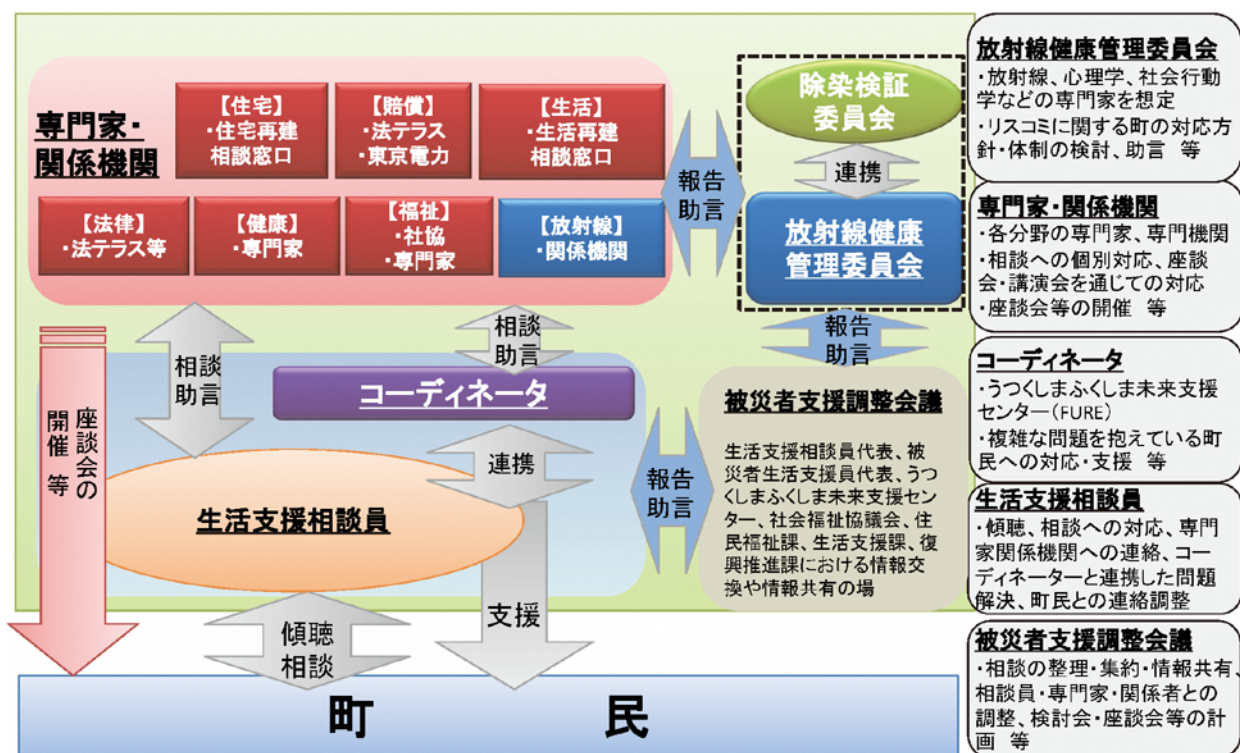 専門家・
関係機関
【住宅】
・住宅再建
相談窓口
【賠償】
・法テラス
・東京電力
【生活】
・生活再建
相談窓口
【法律】
・法テラス等
【健康】
・専門家
【福祉】
・社協
・専門家
【放射線】
・関係機関
報告
助言
除染検証
委員会
連携
放射線健康
管理委員会
座談会の
開催 等
相談
助言
相談
助言
報告
助言
コーディネータ
連携
生活支援相談員
報告
助言
被災者支援調整会議
生活支援相談員代表、被
災者生活支援員代表、うつ
くしまふくしま未来支援セン
ター、社会福祉協議会、住
民福祉課、生活支援課、復
興推進課における情報交
換や情報共有の場
傾聴
相談
支援
町 民
放射線健康管理委員会
・放射線、心理学、社会行動
学などの専門家を想定
・リスコミに関する町の対応方
針・体制の検討、助言 等
専門家・関係機関
・各分野の専門家、専門機関
・相談への個別対応、座談
会・講演会を通じての対応
・座談会等の開催 等
コーディネータ
・うつくしまふくしま未来支援
センター（FURE）
・複雑な問題を抱えている町
民への対応・支援 等
生活支援相談員
・傾聴、相談への対応、専門
家関係機関への連絡、コー
ディネーターと連携した問題
解決、町民との連絡調整
被災者支援調整会議
・相談の整理・集約・情報共有、
相談員・専門家・関係者との
調整、検討会・座談会等の計
画 等